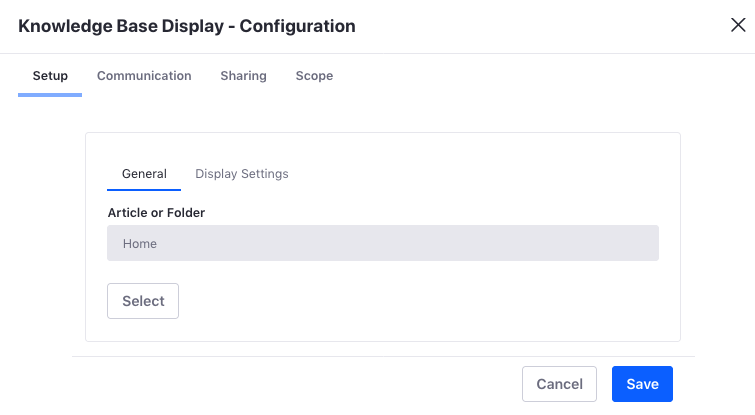 Knowledge Base Display - Configuration
Setup Communication Sharing Scope
General Display Settings
Article or Folder
Home
Select
Cancel Save